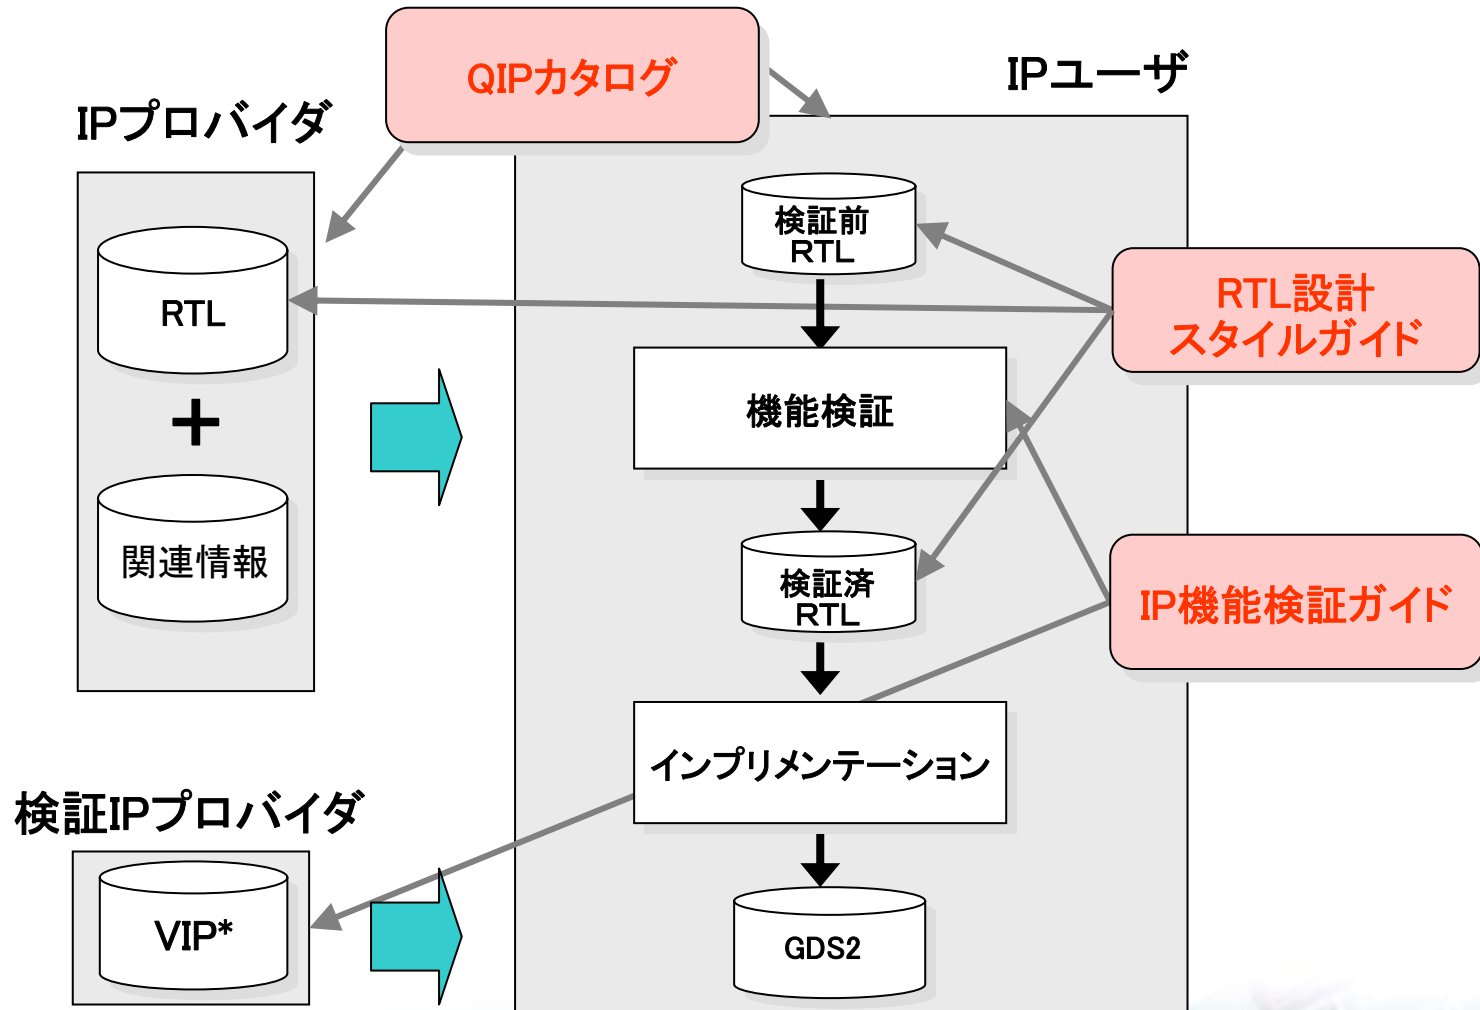 QIPカタログ
IPユーザ
IPプロバイダ
検証前
RTL
RTL
RTL設計
スタイルガイド
+
機能検証
関連情報
検証済
RTL
IP機能検証ガイド
インプリメンテーション
検証IPプロバイダ
VIP*
GDS2